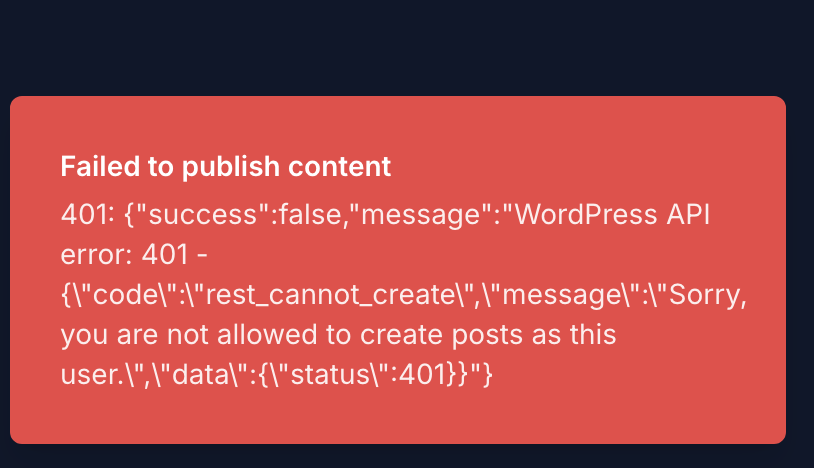 Failed to publish content
401: {"success":false,"message":"WordPress API
error: 401 -
{\"code\":\"rest_cannot_create\",\"message\":\"Sorry,
you are not allowed to create posts as this
user.\",\"data\":{\"status\":401}}"}